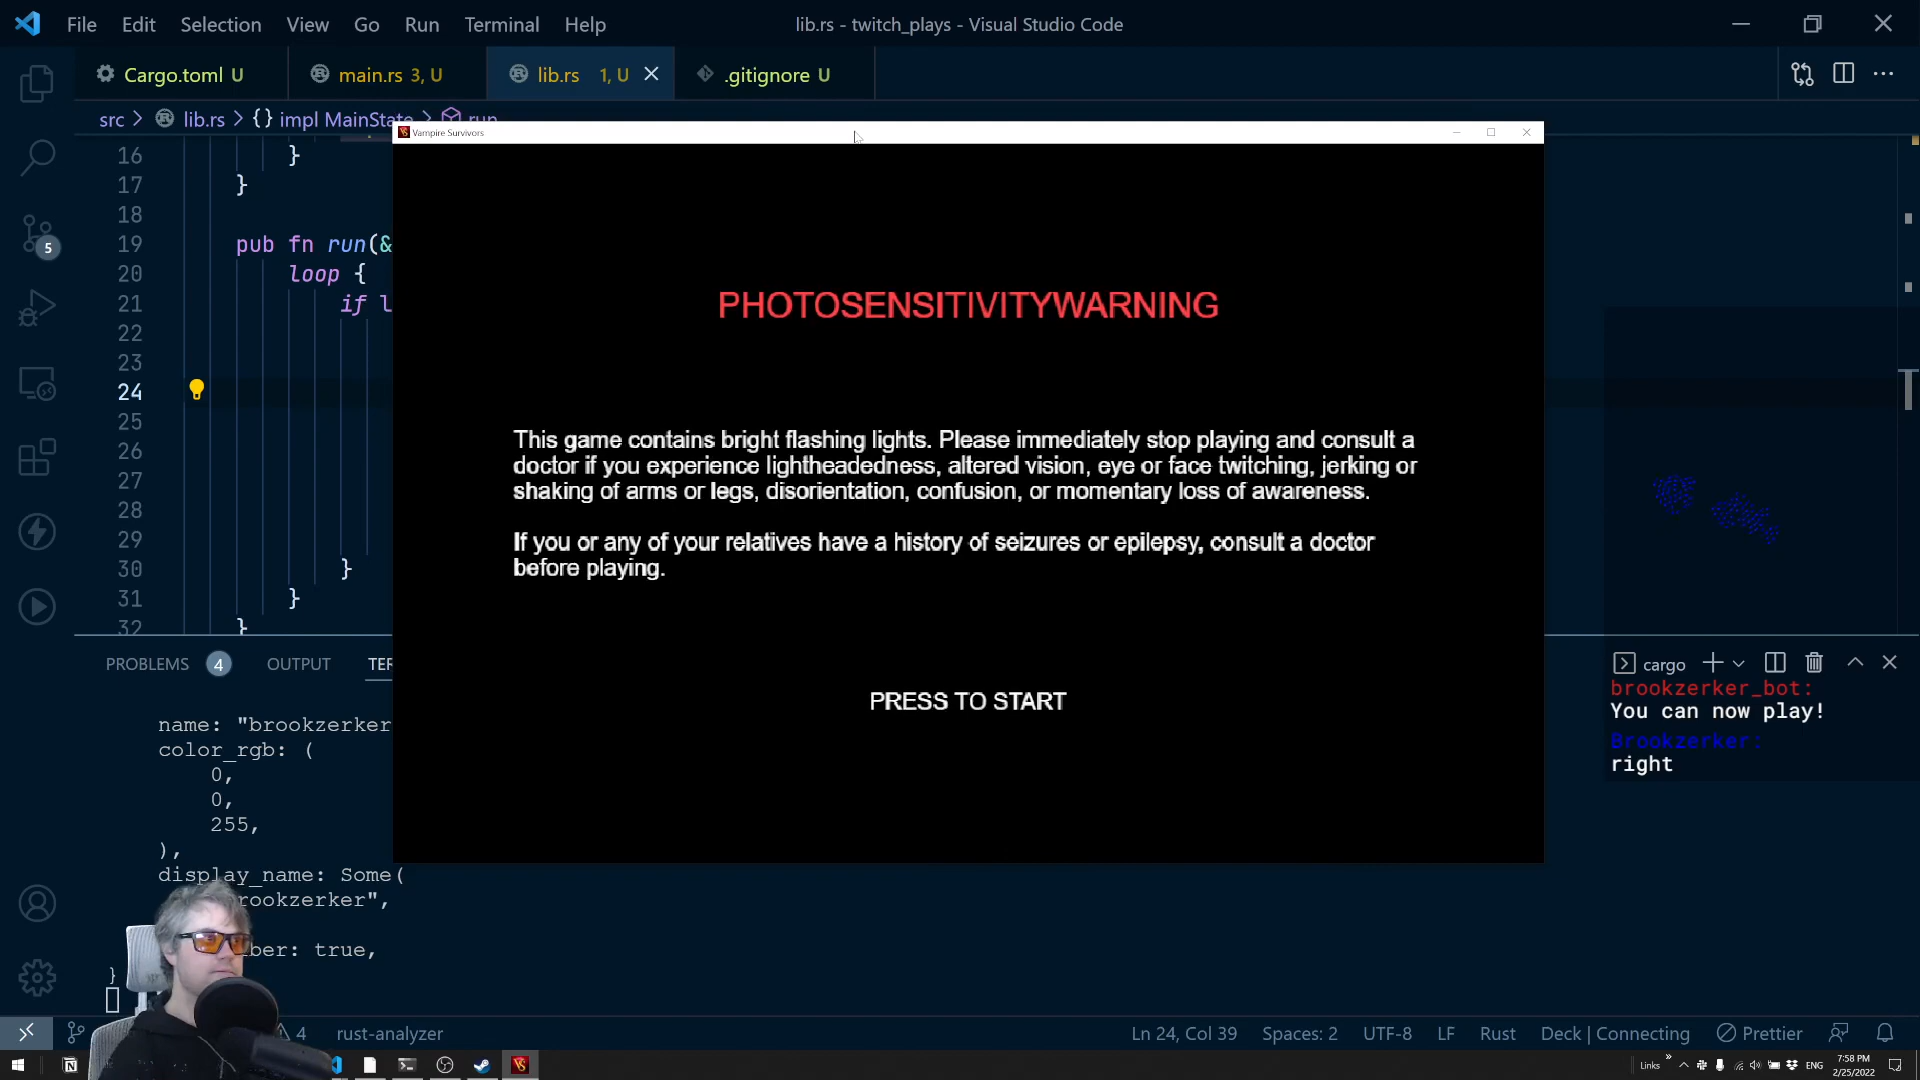 File Edit Selection View Go Run Terminal Help
lib.rs - twitch_plays - Visual Studio Code
Cargo.toml U
main.rs 3, U
lib.rs 1, U
.gitignore U
src > lib.rs > {} impl MainState > run
Vampire Survivors
16 }
17 }
18
19 pub fn run(&
20 loop {
21 if l
22
23
24
25
26
27
28
29
30 }
31 }
32 }
PHOTOSENSITIVITYWARNING
This game contains bright flashing lights. Please immediately stop playing and consult a
doctor if you experience lightheadedness, altered vision, eye or face twitching, jerking or
shaking of arms or legs, disorientation, confusion, or momentary loss of awareness.
If you or any of your relatives have a history of seizures or epilepsy, consult a doctor
before playing.
PRESS TO START
5
PROBLEMS 4 OUTPUT TER
cargo
name: "brookzerker
color_rgb: (
0,
0,
255,
),
display_name: Some(
rookzerker",
ber: true,
}
brookzerker_bot:
You can now play!
Brookzerker:
right
4 rust-analyzer
Ln 24, Col 39 Spaces: 2 UTF-8 LF Rust Deck | Connecting Prettier
Links » ENG 7:58 PM
2/25/2022